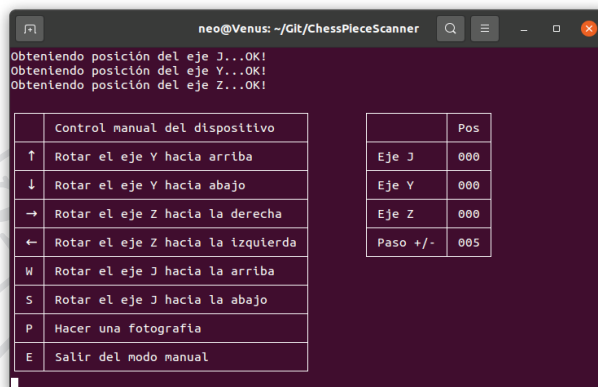 neo@Venus: ~/Git/ChessPieceScanner
Obteniendo posición del eje J...OK!
Obteniendo posición del eje Y...OK!
Obteniendo posición del eje Z...OK!
Control manual del dispositivo
↑ Rotar el eje Y hacia arriba
↓ Rotar el eje Y hacia abajo
→ Rotar el eje Z hacia la derecha
← Rotar el eje Z hacia la izquierda
W Rotar el eje J hacia la arriba
S Rotar el eje J hacia la abajo
P Hacer una fotografía
E Salir del modo manual
Pos
Eje J 000
Eje Y 000
Eje Z 000
Paso +/- 005